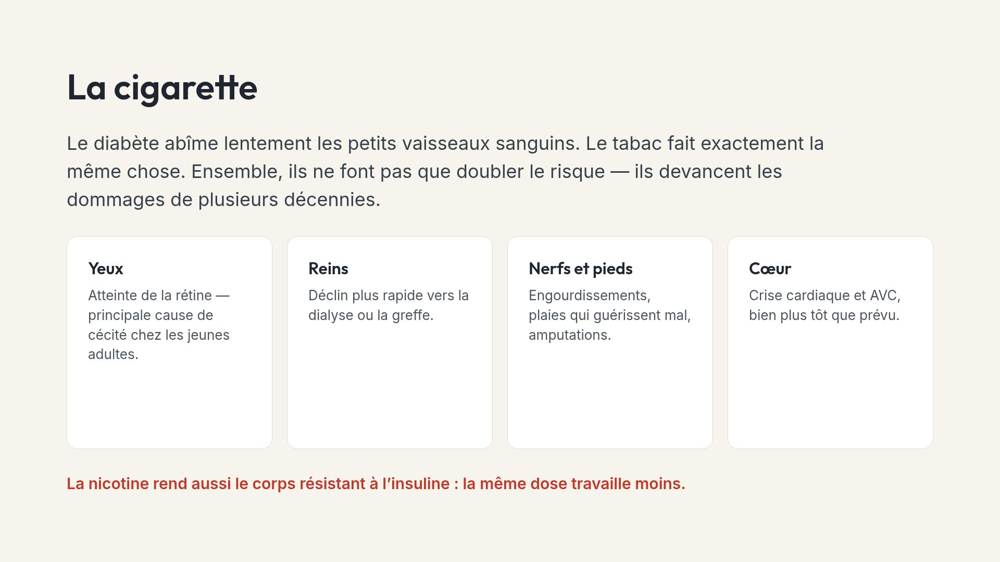 La cigarette
Le diabète abîme lentement les petits vaisseaux sanguins. Le tabac fait exactement la
même chose. Ensemble, ils ne font pas que doubler le risque — ils devancent les
dommages de plusieurs décennies.
Yeux
Atteinte de la rétine —
principale cause de
cécité chez les jeunes
adultes.
Reins
Déclin plus rapide vers la
dialyse ou la greffe.
Nerfs et pieds
Engourdissements,
plaies qui guérissent mal,
amputations.
Cœur
Crise cardiaque et AVC,
bien plus tôt que prévu.
La nicotine rend aussi le corps résistant à l’insuline : la même dose travaille moins.